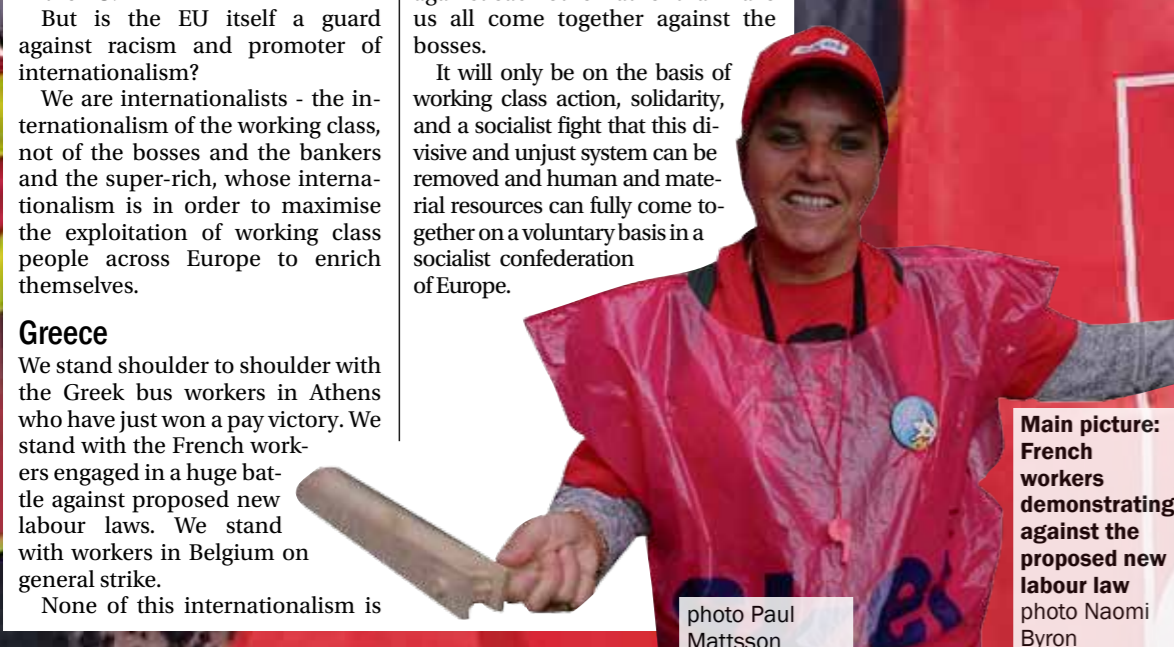 But is the EU itself a guard
against racism and promoter of
internationalism?
We are internationalists - the in-
ternationalism of the working class,
not of the bosses and the bankers
and the super-rich, whose interna-
tionalism is in order to maximise
the exploitation of working class
people across Europe to enrich
themselves.
Greece
We stand shoulder to shoulder with
the Greek bus workers in Athens
who have just won a pay victory. We
stand with the French work-
ers engaged in a huge bat-
tle against proposed new
labour laws. We stand
with workers in Belgium on
general strike.
None of this internationalism is
us all come together against the
bosses.
It will only be on the basis of
working class action, solidarity,
and a socialist fight that this di-
visive and unjust system can be
removed and human and mate-
rial resources can fully come to-
gether on a voluntary basis in a
socialist confederation
of Europe.
photo Paul
Mattsson
Main picture:
French
workers
demonstrating
against the
proposed new
labour law
photo Naomi
Byron